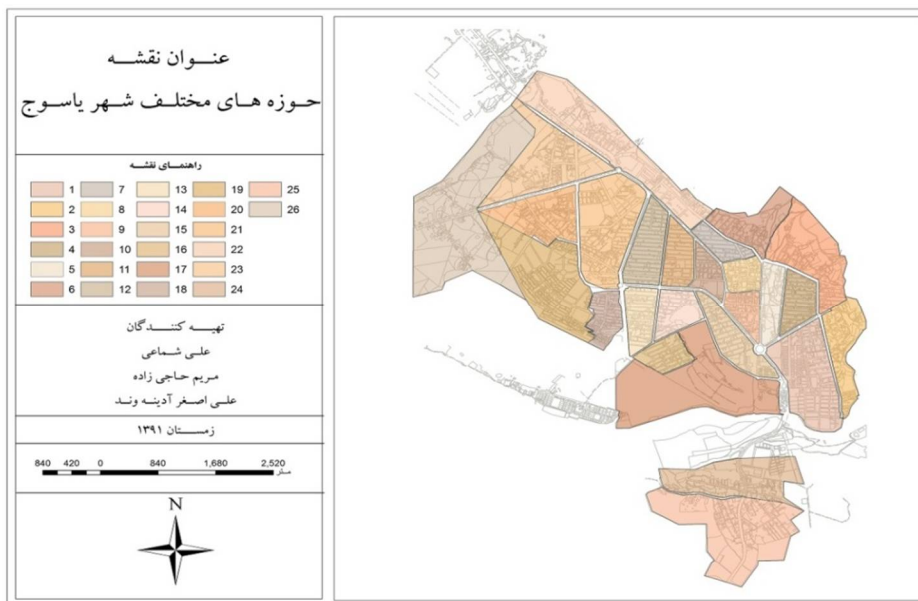 عنوان نقشه
حوزه های مختلف شهر یاسوج
راهنمای نقشه
1 7 13 19 25
2 8 14 20 26
3 9 15 21
4 10 16 22
5 11 17 23
6 12 18 24
تهیه کنندگان
علی شماعی
مریم حاجی زاده
علی اصغر آدینه وند
زمستان ۱۳۹۱
840 420 0 840 1,680 2,520
متر
N